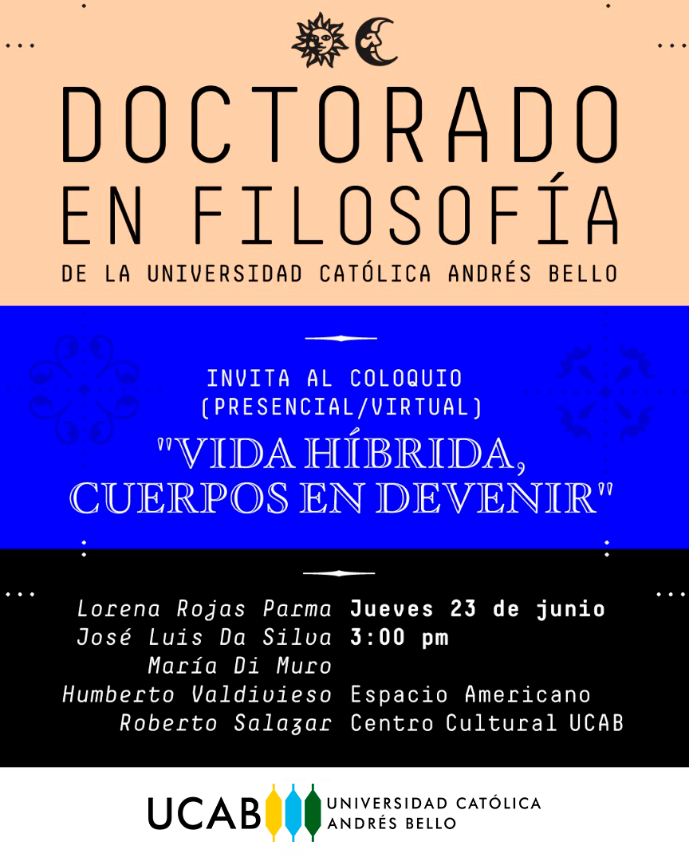 DOCTORADO
EN FILOSOFÍA
DE LA UNIVERSIDAD CATÓLICA ANDRÉS BELLO
INVITA AL COLOQUIO
(PRESENCIAL/VIRTUAL)
"VIDA HÍBRIDA,
CUERPOS EN DEVENIR"
Lorena Rojas Parma
José Luis Da Silva
María Di Muro
Humberto Valdivieso
Roberto Salazar
Jueves 23 de junio
3:00 pm
Espacio Americano
Centro Cultural UCAB
UCAB
UNIVERSIDAD CATÓLICA
ANDRÉS BELLO